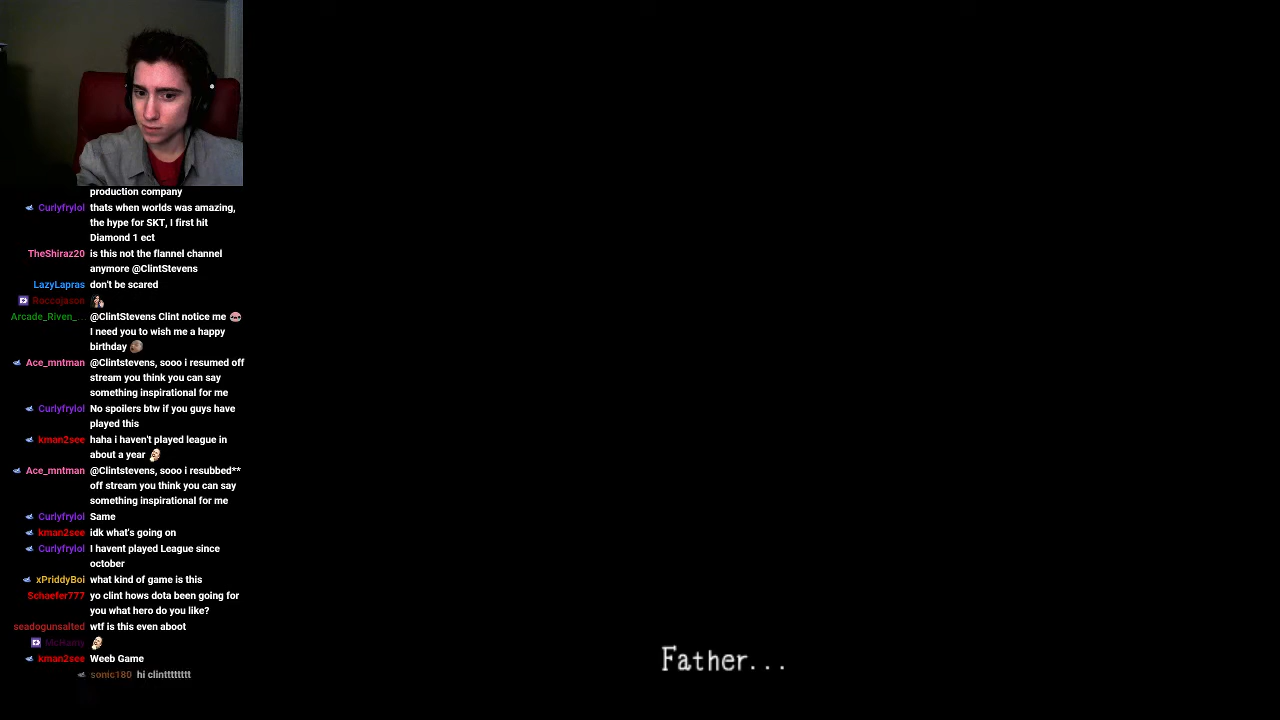 production company
Curlyfrylol thats when worlds was amazing,
the hype for SKT, I first hit
Diamond 1 ect
TheShiraz20 is this not the flannel channel
anymore @ClintStevens
LazyLapras don't be scared
Roccojason
Arcade_Riven_... @ClintStevens Clint notice me
I need you to wish me a happy
birthday
Ace_mntman @Clintstevens, sooo i resumed off
stream you think you can say
something inspirational for me
Curlyfrylol No spoilers btw if you guys have
played this
kman2see haha i haven't played league in
about a year
Ace_mntman @Clintstevens, sooo i resubbed**
off stream you think you can say
something inspirational for me
Curlyfrylol Same
kman2see idk what's going on
Curlyfrylol I havent played League since
october
xPriddyBoi what kind of game is this
Schaefer777 yo clint hows dota been going for
you what hero do you like?
seadogunsalted wtf is this even aboot
kman2see Weeb Game
sonic180 hi clintttttttt
Father...